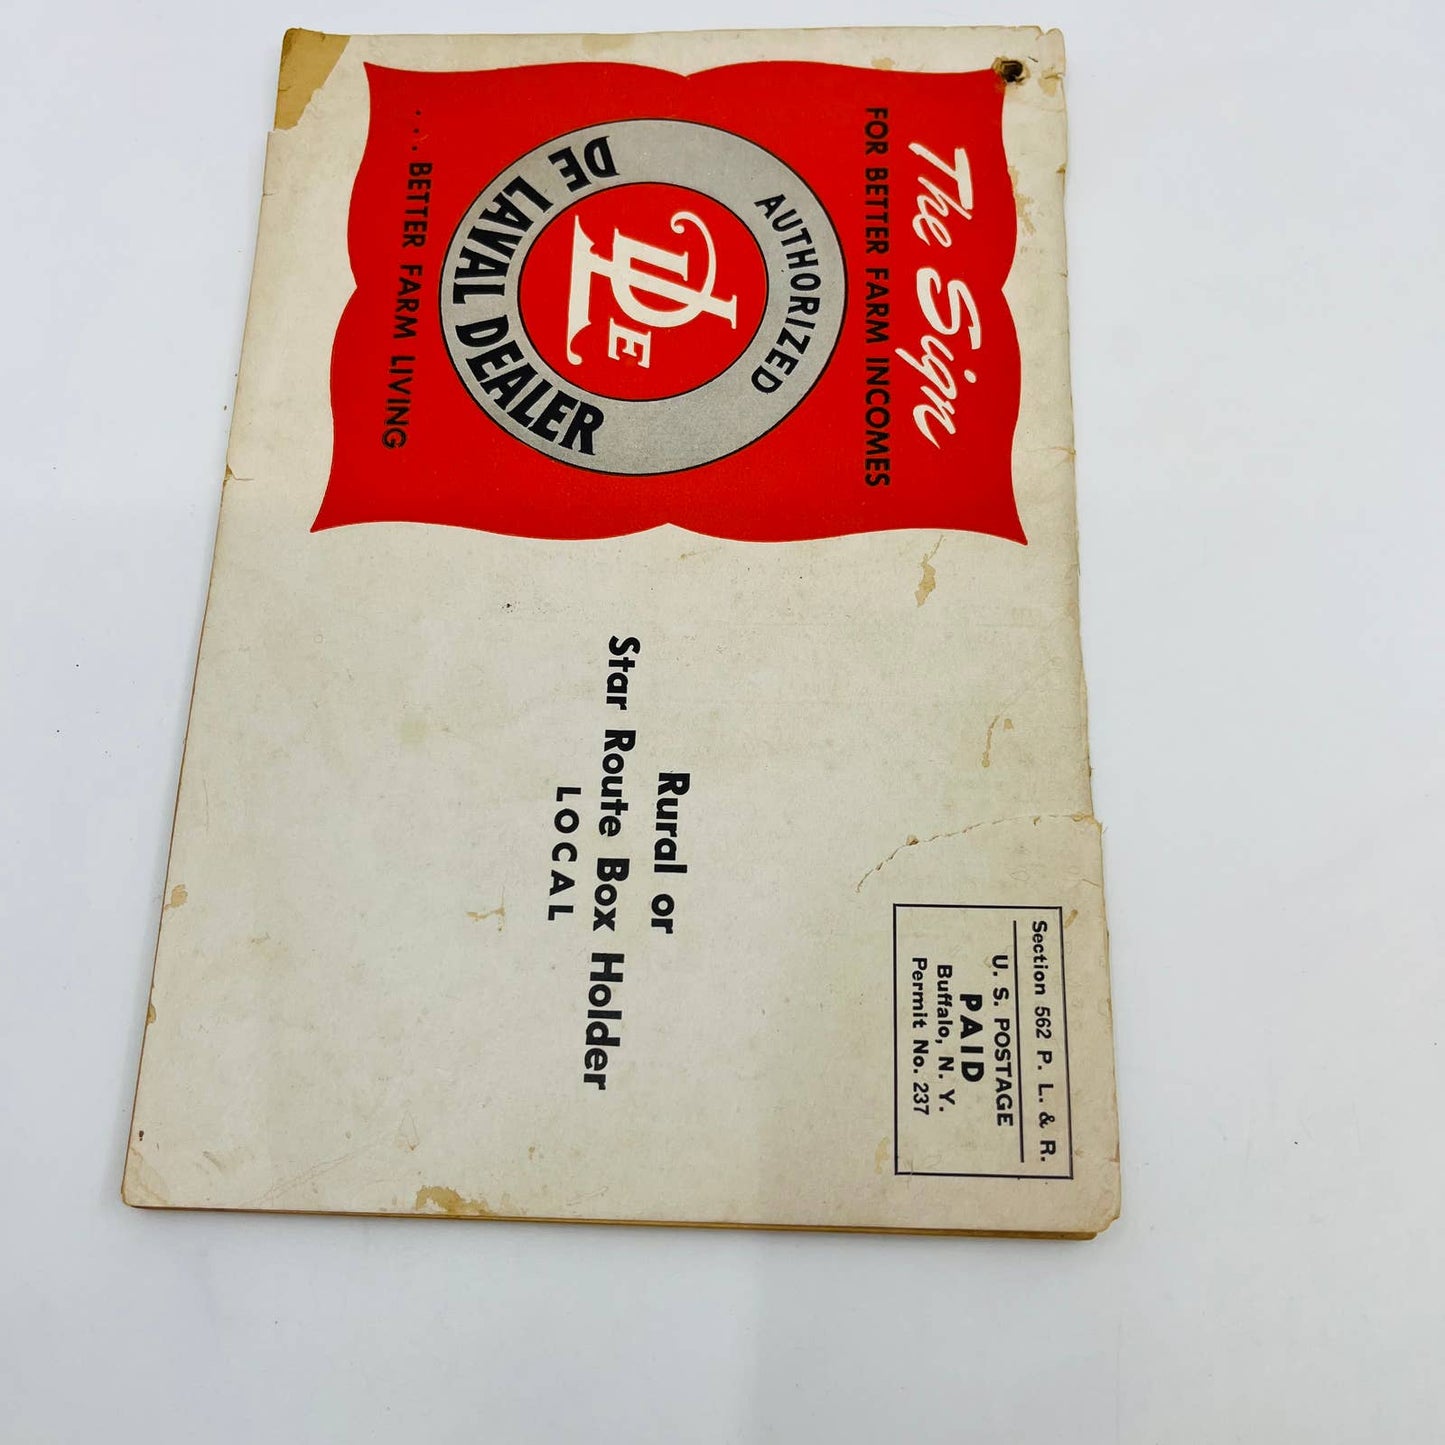 The Sign
FOR BETTER FARM INCOMES
AUTHORIZED
DLE
DE LAVAL DEALER
. . . BETTER FARM LIVING
Section 562 P. L. & R.
U. S. POSTAGE
PAID
Buffalo, N. Y.
Permit No. 237
Rural or
Star Route Box Holder
LOCAL